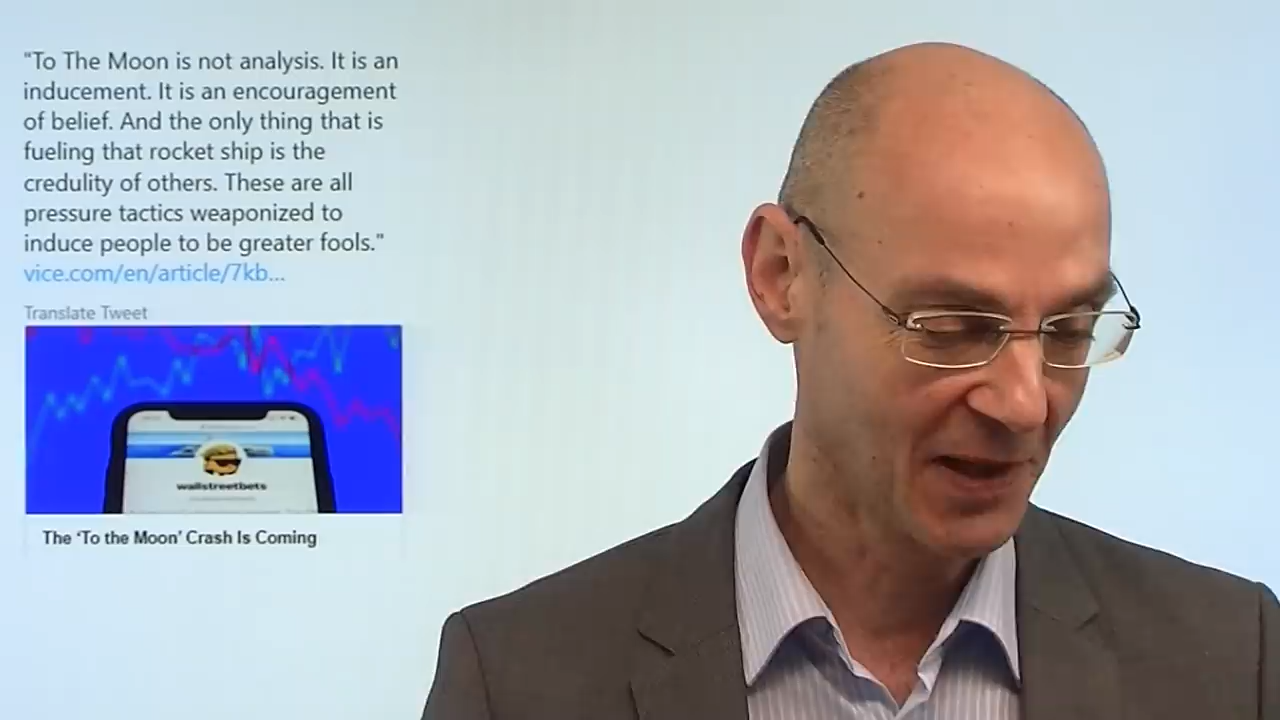 "To The Moon is not analysis. It is an
inducement. It is an encouragement
of belief. And the only thing that is
fueling that rocket ship is the
credulity of others. These are all
pressure tactics weaponized to
induce people to be greater fools."
vice.com/en/article/7kb...
Translate Tweet
wallstreetbets
The 'To the Moon' Crash Is Coming